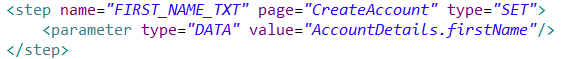 <step name="FIRST_NAME_TXT" page="CreateAccount" type="SET">
    <parameter type="DATA" value="AccountDetails.firstName"/>
</step>